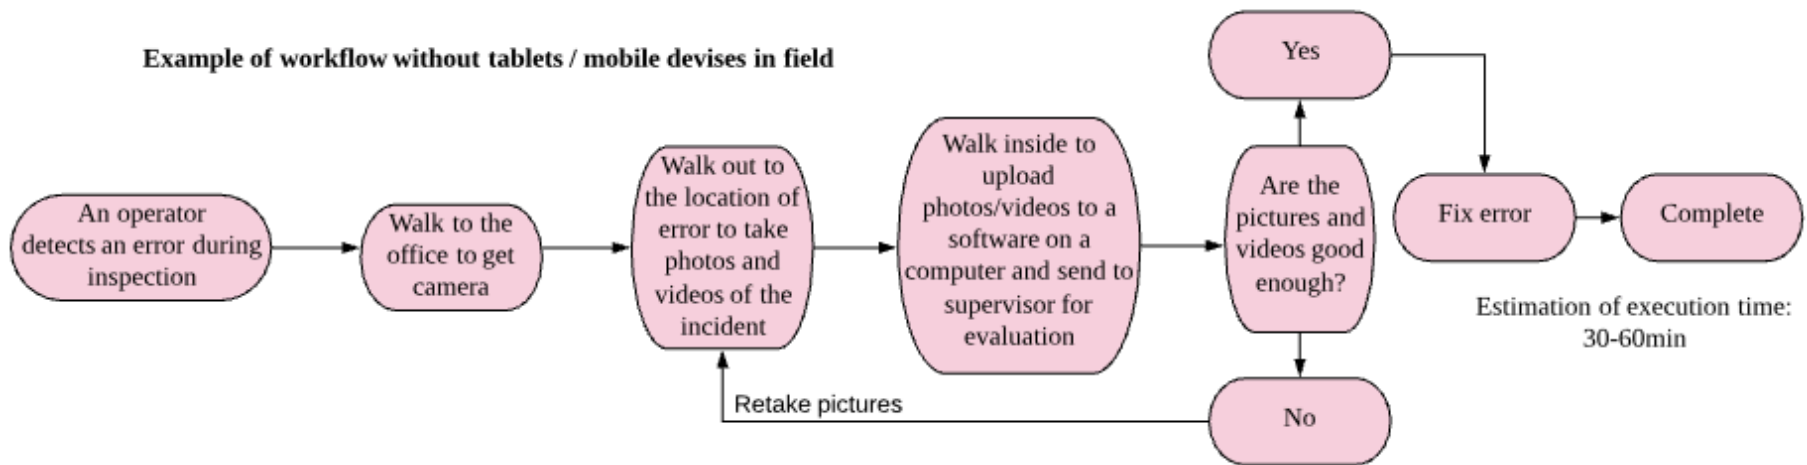 Example of workflow without tablets / mobile devises in field
An operator
detects an error during
inspection
Walk to the
office to get
camera
Walk out to
the location of
error to take
photos and
videos of the
incident
Walk inside to
upload
photos/videos to a
software on a
computer and send to
supervisor for
evaluation
Are the
pictures and
videos good
enough?
Yes
Fix error
Complete
Estimation of execution time:
30-60min
No
Retake pictures